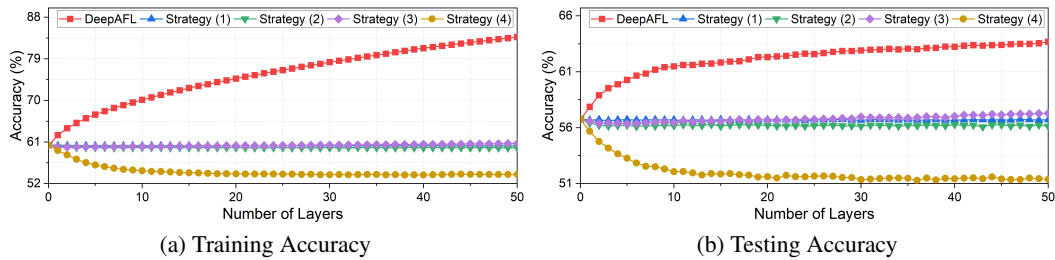 DeepAFL Strategy (1) Strategy (2) Strategy (3) Strategy (4)
88
79
70
61
52
Accuracy (%)
0 10 20 30 40 50
Number of Layers
(a) Training Accuracy
DeepAFL Strategy (1) Strategy (2) Strategy (3) Strategy (4)
66
61
56
51
Accuracy (%)
0 10 20 30 40 50
Number of Layers
(b) Testing Accuracy